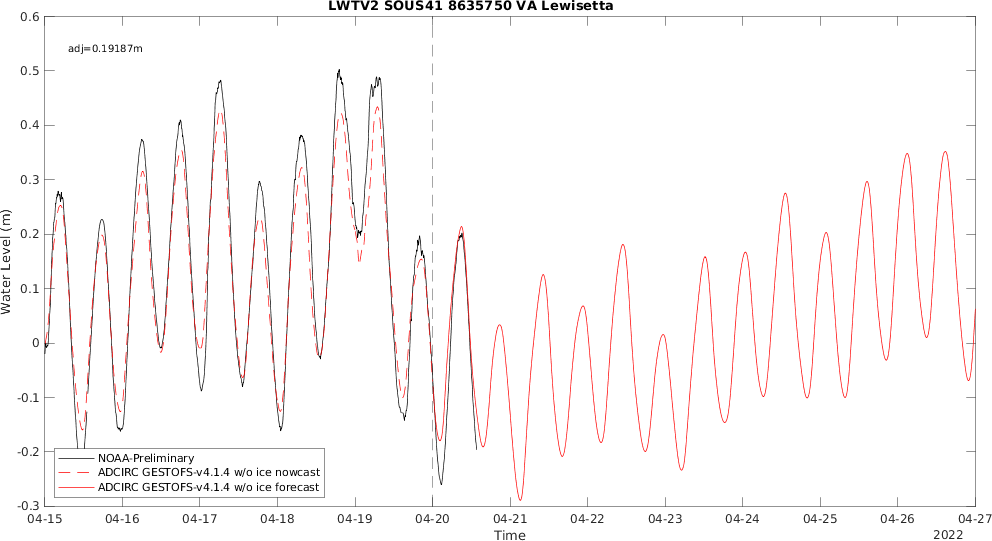 LWTV2 SOUS41 8635750 VA Lewisetta
adj=0.19187m
0.6
0.5
0.4
0.3
0.2
0.1
0
-0.1
-0.2
-0.3
Water Level (m)
NOAA-Preliminary
ADCIRC GESTOFS-v4.1.4 w/o ice nowcast
ADCIRC GESTOFS-v4.1.4 w/o ice forecast
04-15 04-16 04-17 04-18 04-19 04-20 04-21 04-22 04-23 04-24 04-25 04-26 04-27
Time
2022